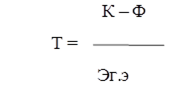 К – Ф
Т =
Эг.э